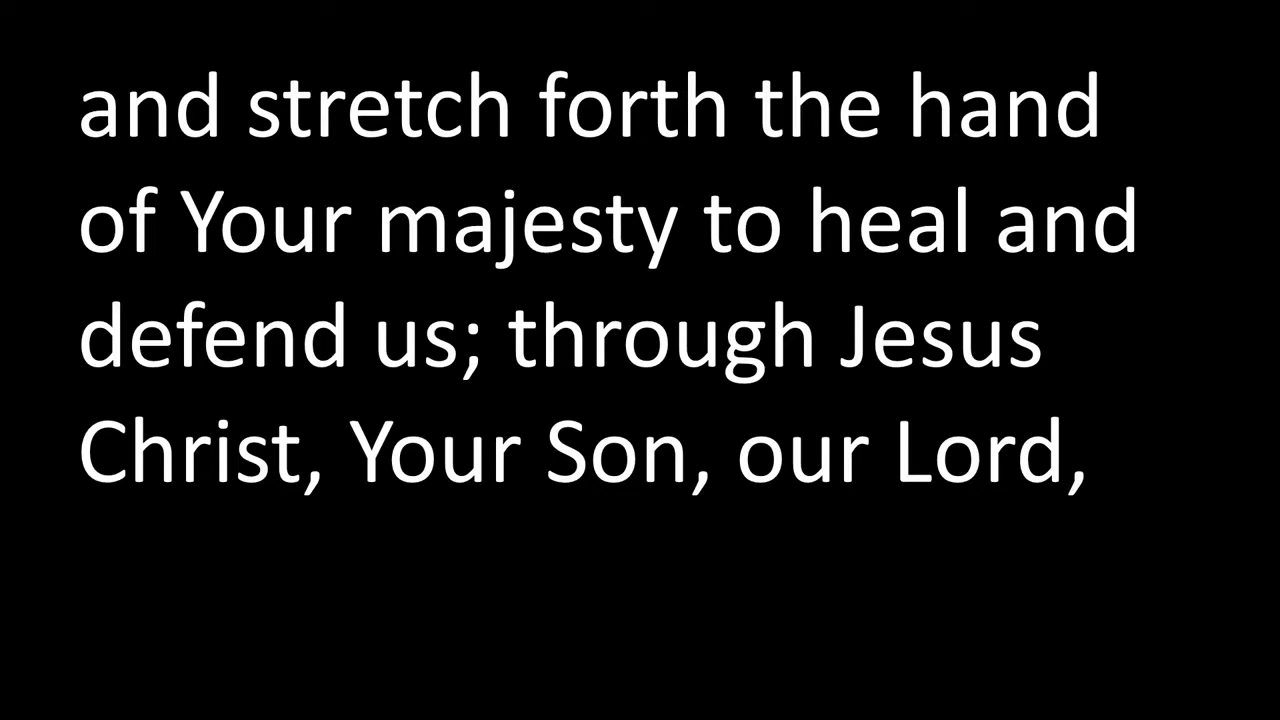 and stretch forth the hand
of Your majesty to heal and
defend us; through Jesus
Christ, Your Son, our Lord,